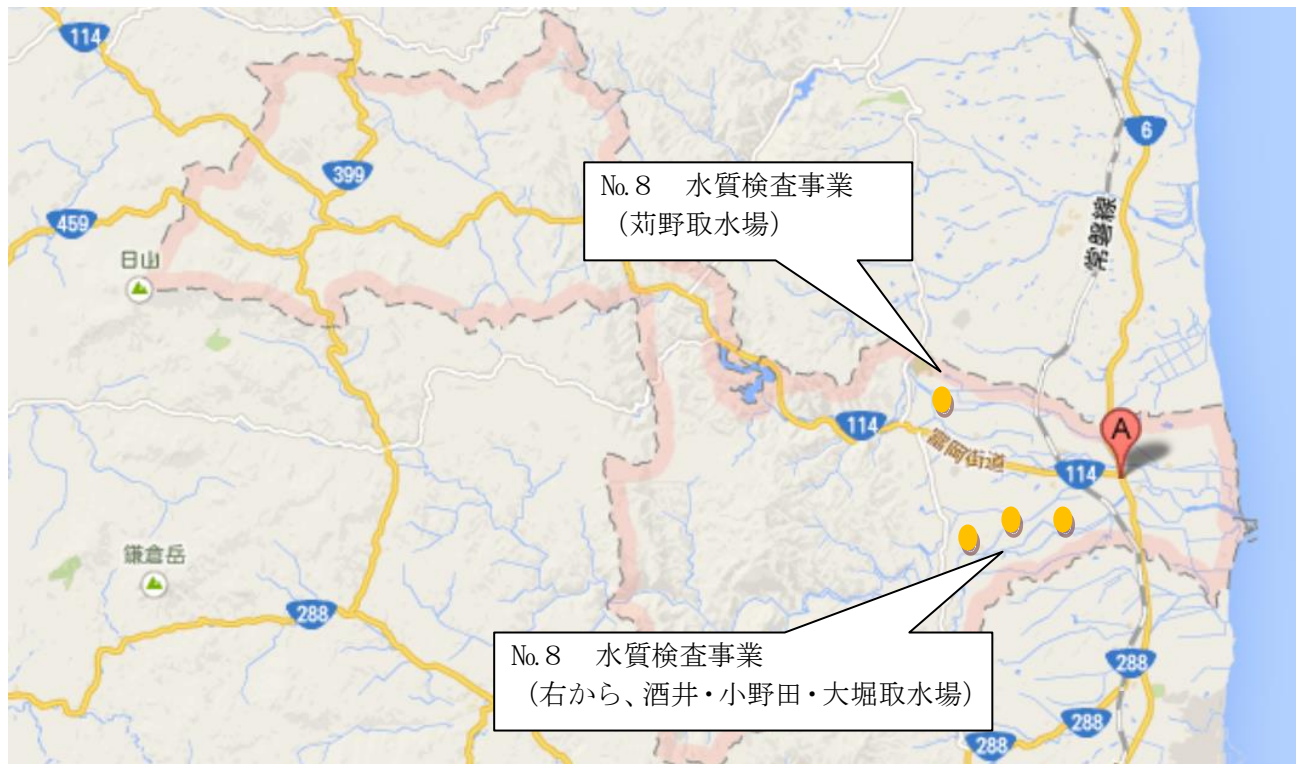 114
6
399
No.8 水質検査事業
(苅野取水場)
459
常磐線
日山
114
富岡街道
A
114
鎌倉岳
288
No.8 水質検査事業
(右から、酒井・小野田・大堀取水場)
288
288
288